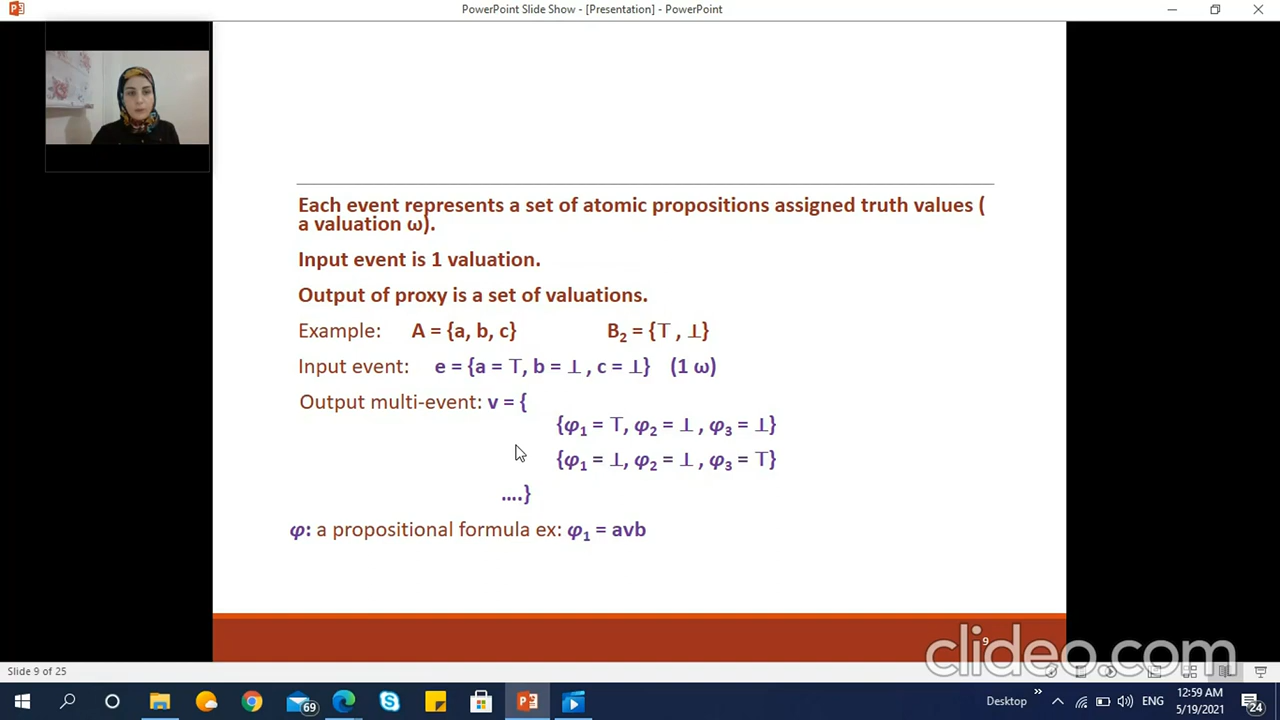 PowerPoint Slide Show - [Presentation] - PowerPoint
Each event represents a set of atomic propositions assigned truth values (
a valuation ω).
Input event is 1 valuation.
Output of proxy is a set of valuations.
Example: A = {a, b, c} B₂ = {⊤ , ⊥}
Input event: e = {a = ⊤, b = ⊥ , c = ⊥} (1 ω)
Output multi-event: v = {
{φ₁ = ⊤, φ₂ = ⊥ , φ₃ = ⊥}
{φ₁ = ⊥, φ₂ = ⊥ , φ₃ = ⊤}
....}
φ: a propositional formula ex: φ₁ = avb
9
clideo.com
Slide 9 of 25
69
Desktop
ENG
12:59 AM
5/19/2021
24